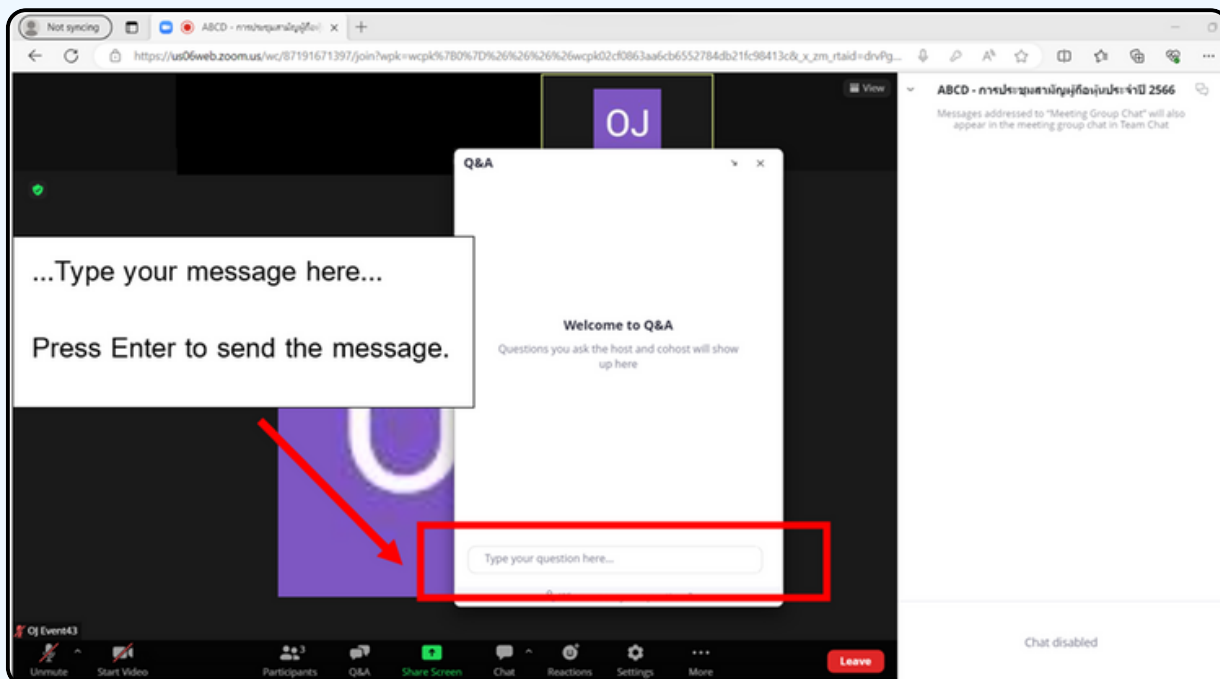 Not syncing
ABCD - การประชุมสามัญผู้ถือหุ้
https://us06web.zoom.us/wc/87191671397/join?wpk=wcpk%7B0%7D%26%26%26%26wcpk02cf0863aa6cb6552784db21fc98413c&_x_zm_rtaid=drvPg...
OJ
View
ABCD - การประชุมสามัญผู้ถือหุ้นประจำปี 2566
Messages addressed to "Meeting Group Chat" will also
appear in the meeting group chat in Team Chat
Q&A
...Type your message here...
Press Enter to send the message.
Welcome to Q&A
Questions you ask the host and cohost will show
up here
Type your question here...
OJ Event43
Unmute
Start Video
3
Participants
Q&A
Share Screen
Chat
Reactions
Settings
More
Leave
Chat disabled